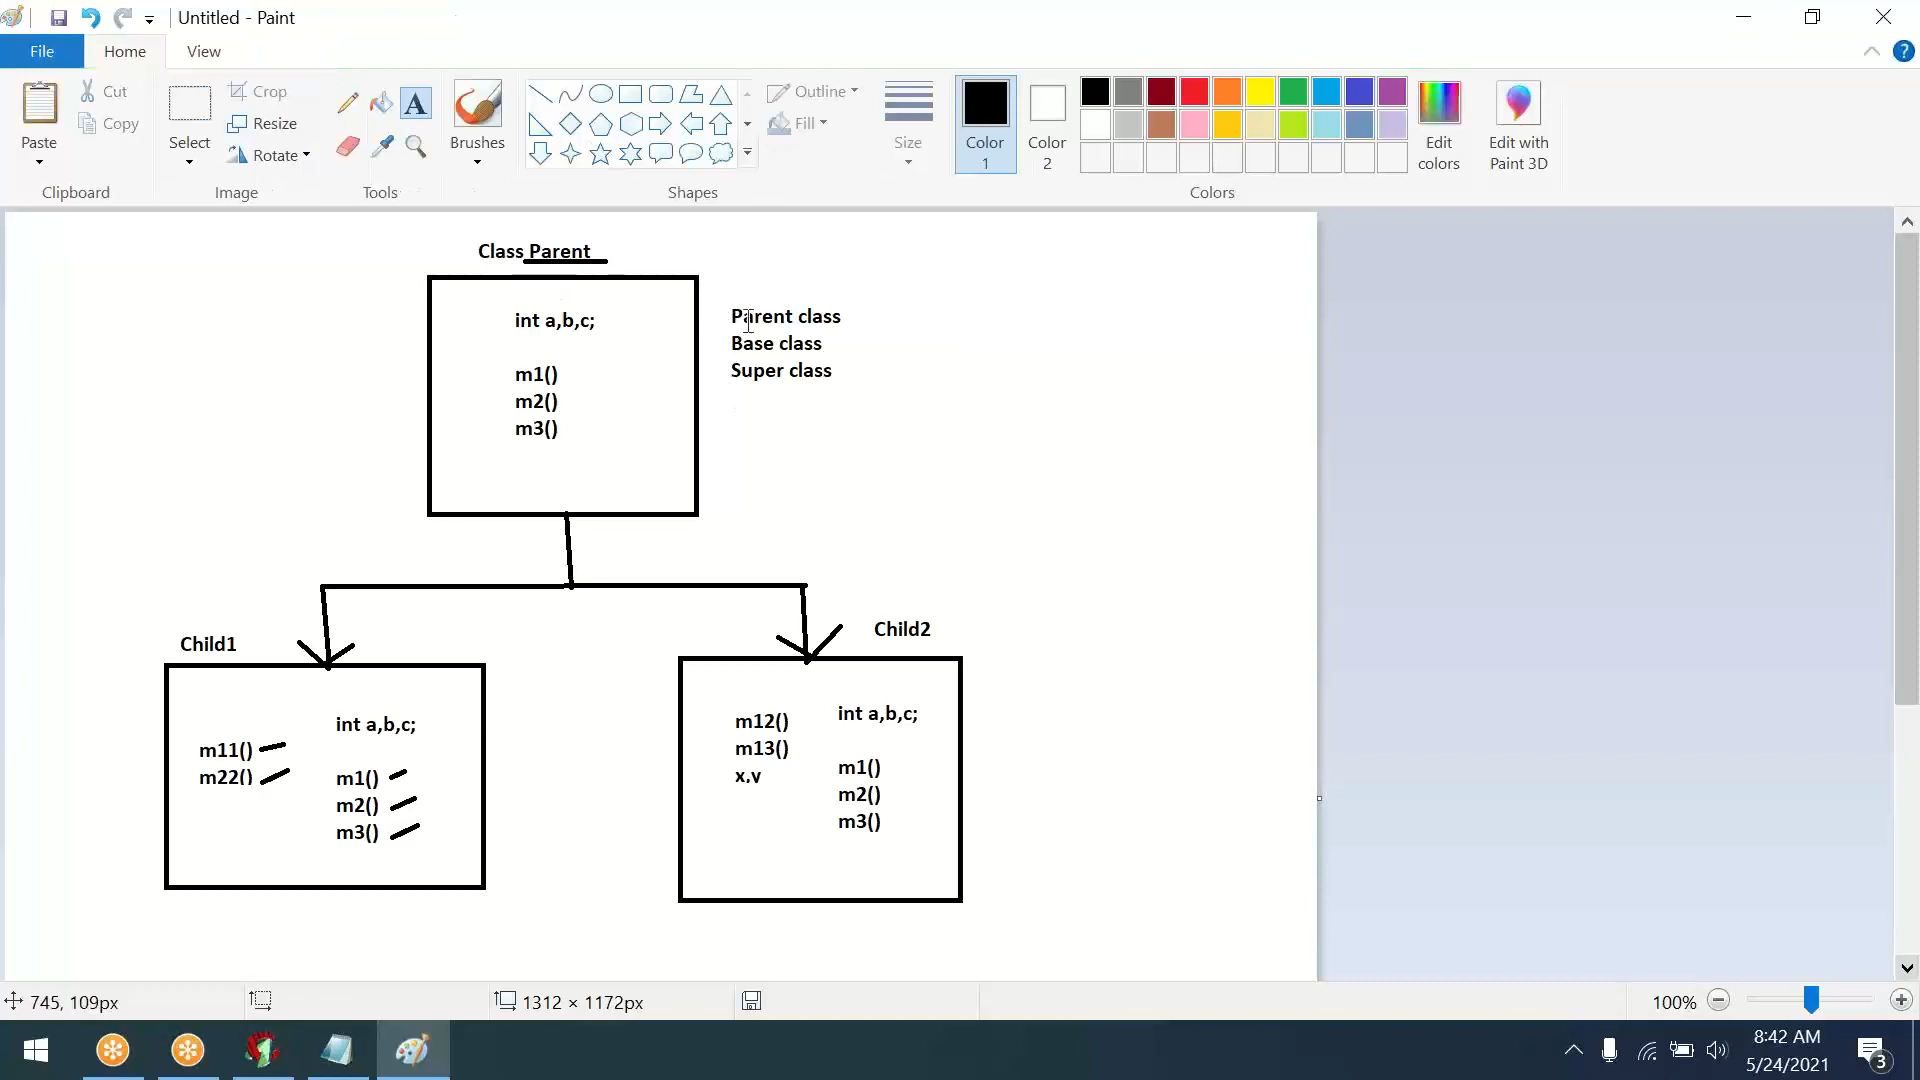 Untitled - Paint
File
Home
View
Paste
Cut
Copy
Clipboard
Select
Crop
Resize
Rotate
Image
A
Tools
Brushes
Shapes
Outline
Fill
Size
Color
1
Color
2
Edit
colors
Edit with
Paint 3D
Colors
?
Class Parent
int a,b,c;
m1()
m2()
m3()
Parent class
Base class
Super class
Child1
m11()
m22()
int a,b,c;
m1()
m2()
m3()
Child2
m12()
m13()
x,y
int a,b,c;
m1()
m2()
m3()
745, 109px
1312 × 1172px
100%
8:42 AM
5/24/2021
3